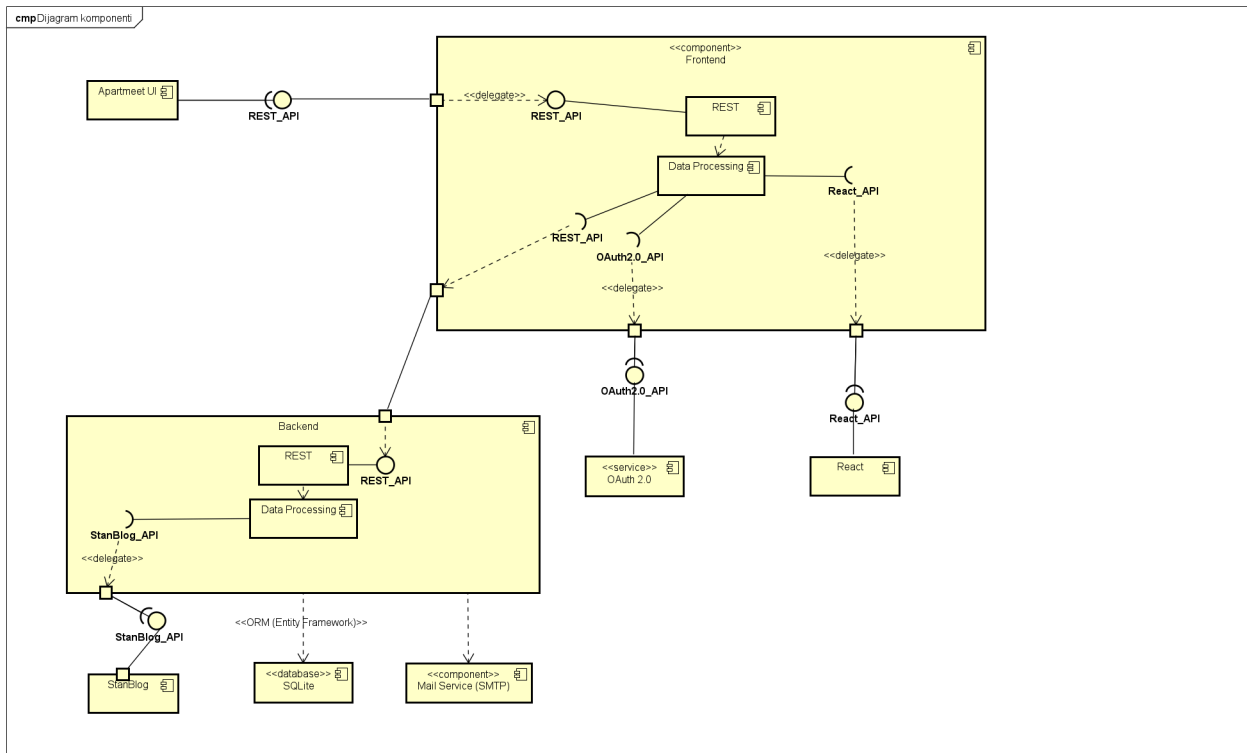 cmp Dijagram komponenti
<<component>>
Frontend
Apartmeet UI
REST_API
<<delegate>>
REST_API
REST
Data Processing
React_API
REST_API
OAuth2.0_API
<<delegate>>
<<delegate>>
OAuth2.0_API
React_API
<<service>>
OAuth 2.0
React
Backend
REST
REST_API
Data Processing
StanBlog_API
<<delegate>>
StanBlog_API
StanBlog
<<ORM (Entity Framework)>>
<<database>>
SQLite
<<component>>
Mail Service (SMTP)